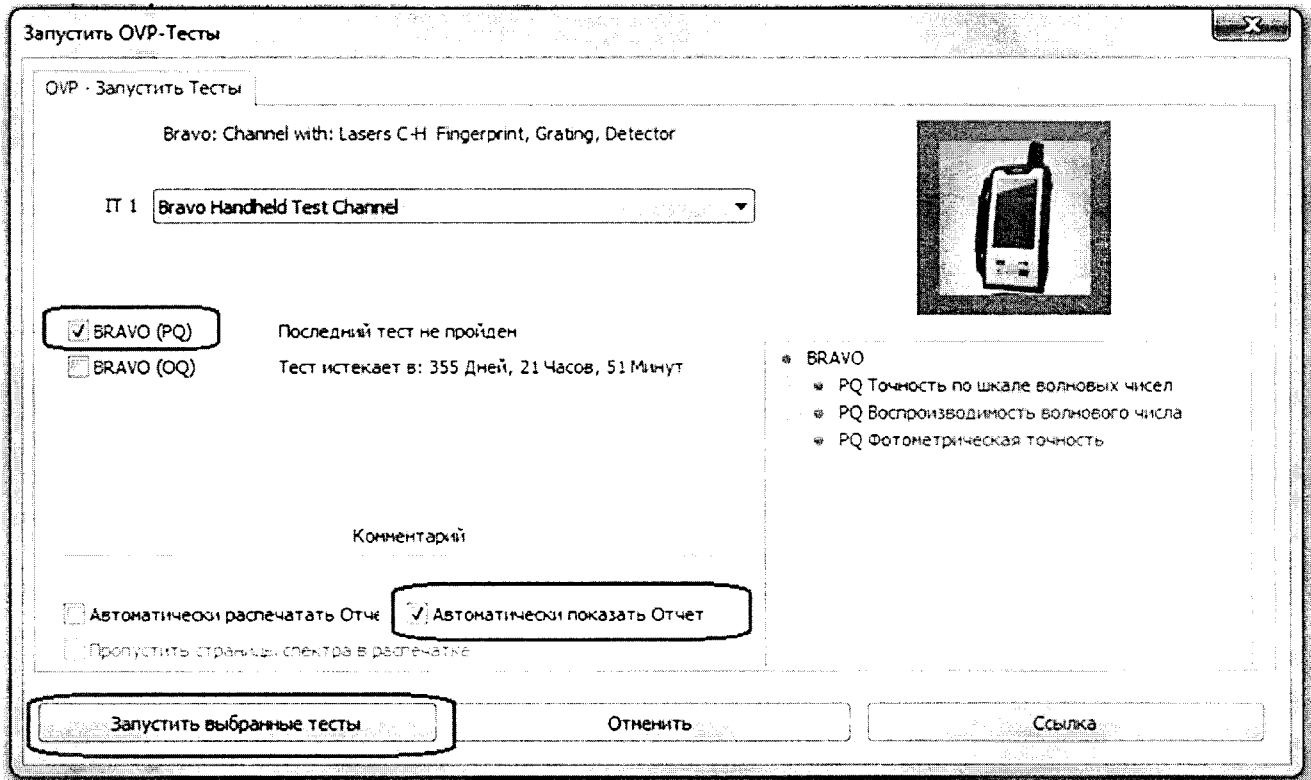 Запустить OVP-Тесты
OVP - Запустить Тесты
Bravo: Channel with: Lasers C-H Fingerprint, Grating, Detector
IT 1 Bravo Handheld Test Channel
BRAVO (PQ) Последний тест не пройден
BRAVO (OQ) Тест истекает в: 355 Дней, 21 Часов, 51 Минут
BRAVO
PQ Точность по шкале волновых чисел
PQ Воспроизводимость волнового числа
PQ Фотометрическая точность
Комментарий
Автоматически распечатать Отче
Автоматически показать Отчет
Пропустить страницы спектра в распечатке
Запустить выбранные тесты
Отменить
Ссылка